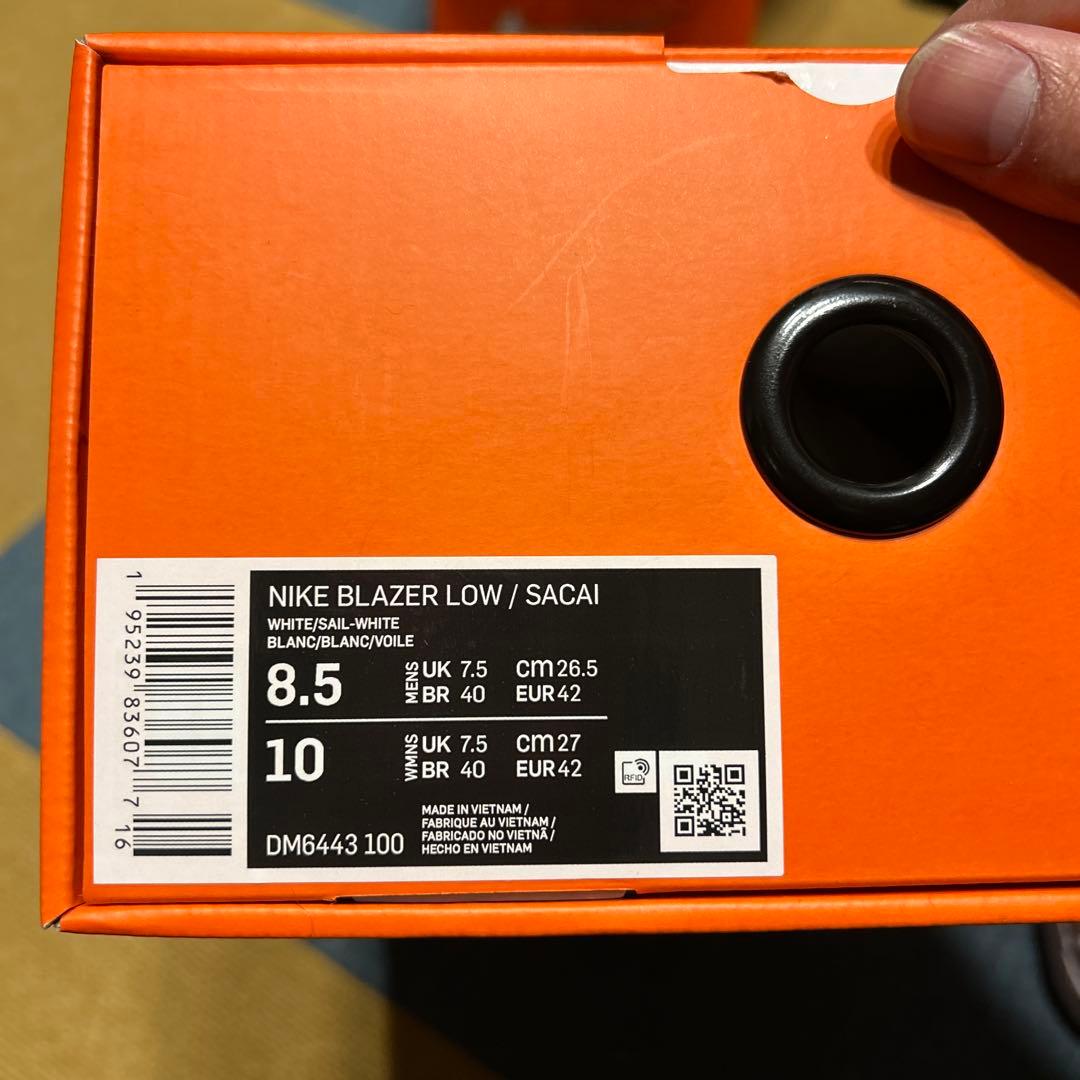 NIKE BLAZER LOW / SACAI
WHITE/SAIL-WHITE
BLANC/BLANC/VOILE
8.5 MENS UK 7.5 cm 26.5
BR 40 EUR 42
10 WMNS UK 7.5 cm 27
BR 40 EUR 42
MADE IN VIETNAM /
FABRIQUE AU VIETNAM /
FABRICADO NO VIETNÃ /
HECHO EN VIETNAM
DM6443 100
RFID
1 95239 83607 7 16